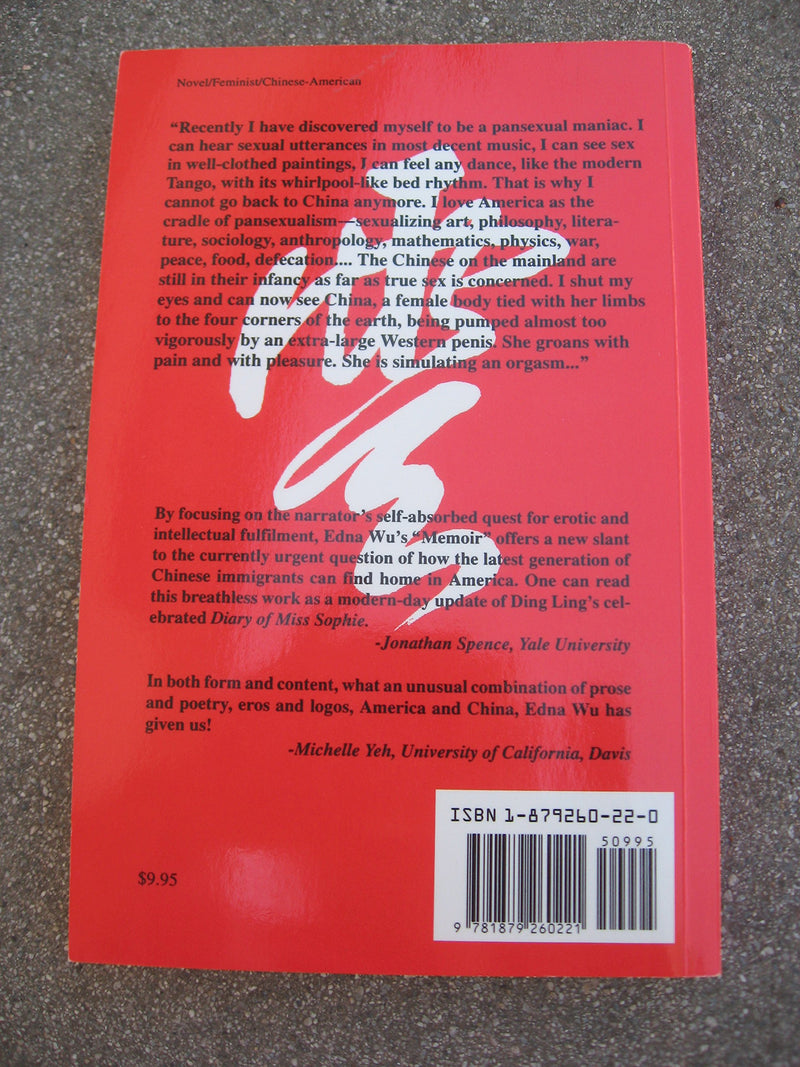 Novel/Feminist/Chinese-American
“Recently I have discovered myself to be a pansexual maniac. I
can hear sexual utterances in most decent music, I can see sex
in well-clothed paintings, I can feel any dance, like the modern
Tango, with its whirlpool-like bed rhythm. That is why I
cannot go back to China anymore. I love America as the
cradle of pansexualism—sexualizing art, philosophy, litera-
ture, sociology, anthropology, mathematics, physics, war,
peace, food, defecation.... The Chinese on the mainland are
still in their infancy as far as true sex is concerned. I shut my
eyes and can now see China, a female body tied with her limbs
to the four corners of the earth, being pumped almost too
vigorously by an extra-large Western penis. She groans with
pain and with pleasure. She is simulating an orgasm...”
By focusing on the narrator’s self-absorbed quest for erotic and
intellectual fulfilment, Edna Wu’s “Memoir” offers a new slant
to the currently urgent question of how the latest generation of
Chinese immigrants can find home in America. One can read
this breathless work as a modern-day update of Ding Ling’s cel-
ebrated Diary of Miss Sophie.
-Jonathan Spence, Yale University
In both form and content, what an unusual combination of prose
and poetry, eros and logos, America and China, Edna Wu has
given us!
-Michelle Yeh, University of California, Davis
ISBN 1-879260-22-0
50995
9 781879 260221
$9.95